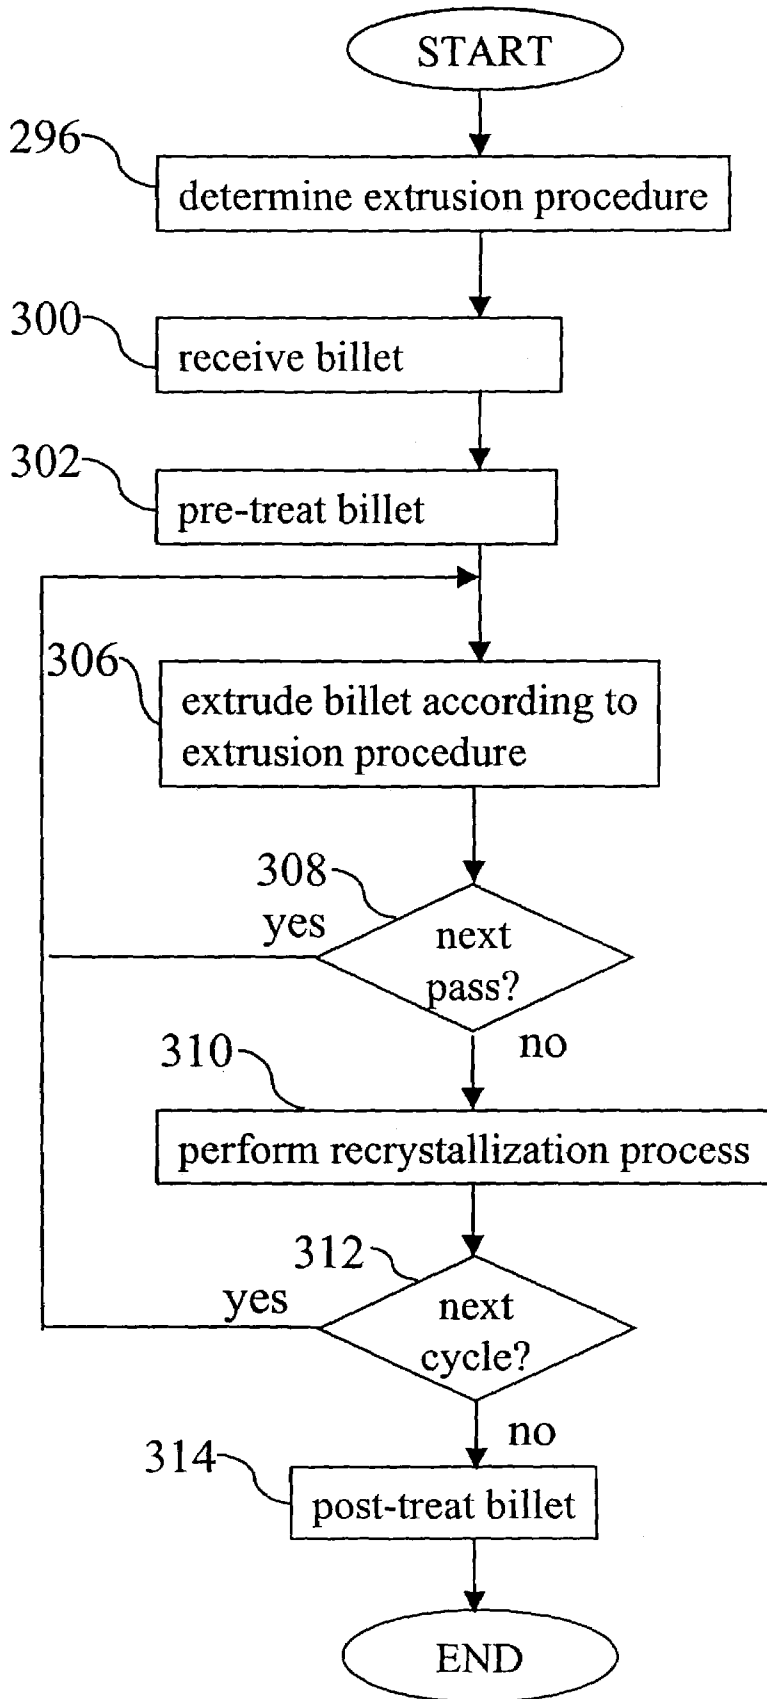 START
296
determine extrusion procedure
300
receive billet
302
pre-treat billet
306
extrude billet according to
extrusion procedure
308
yes
next
pass?
no
310
perform recrystallization process
312
yes
next
cycle?
no
314
post-treat billet
END